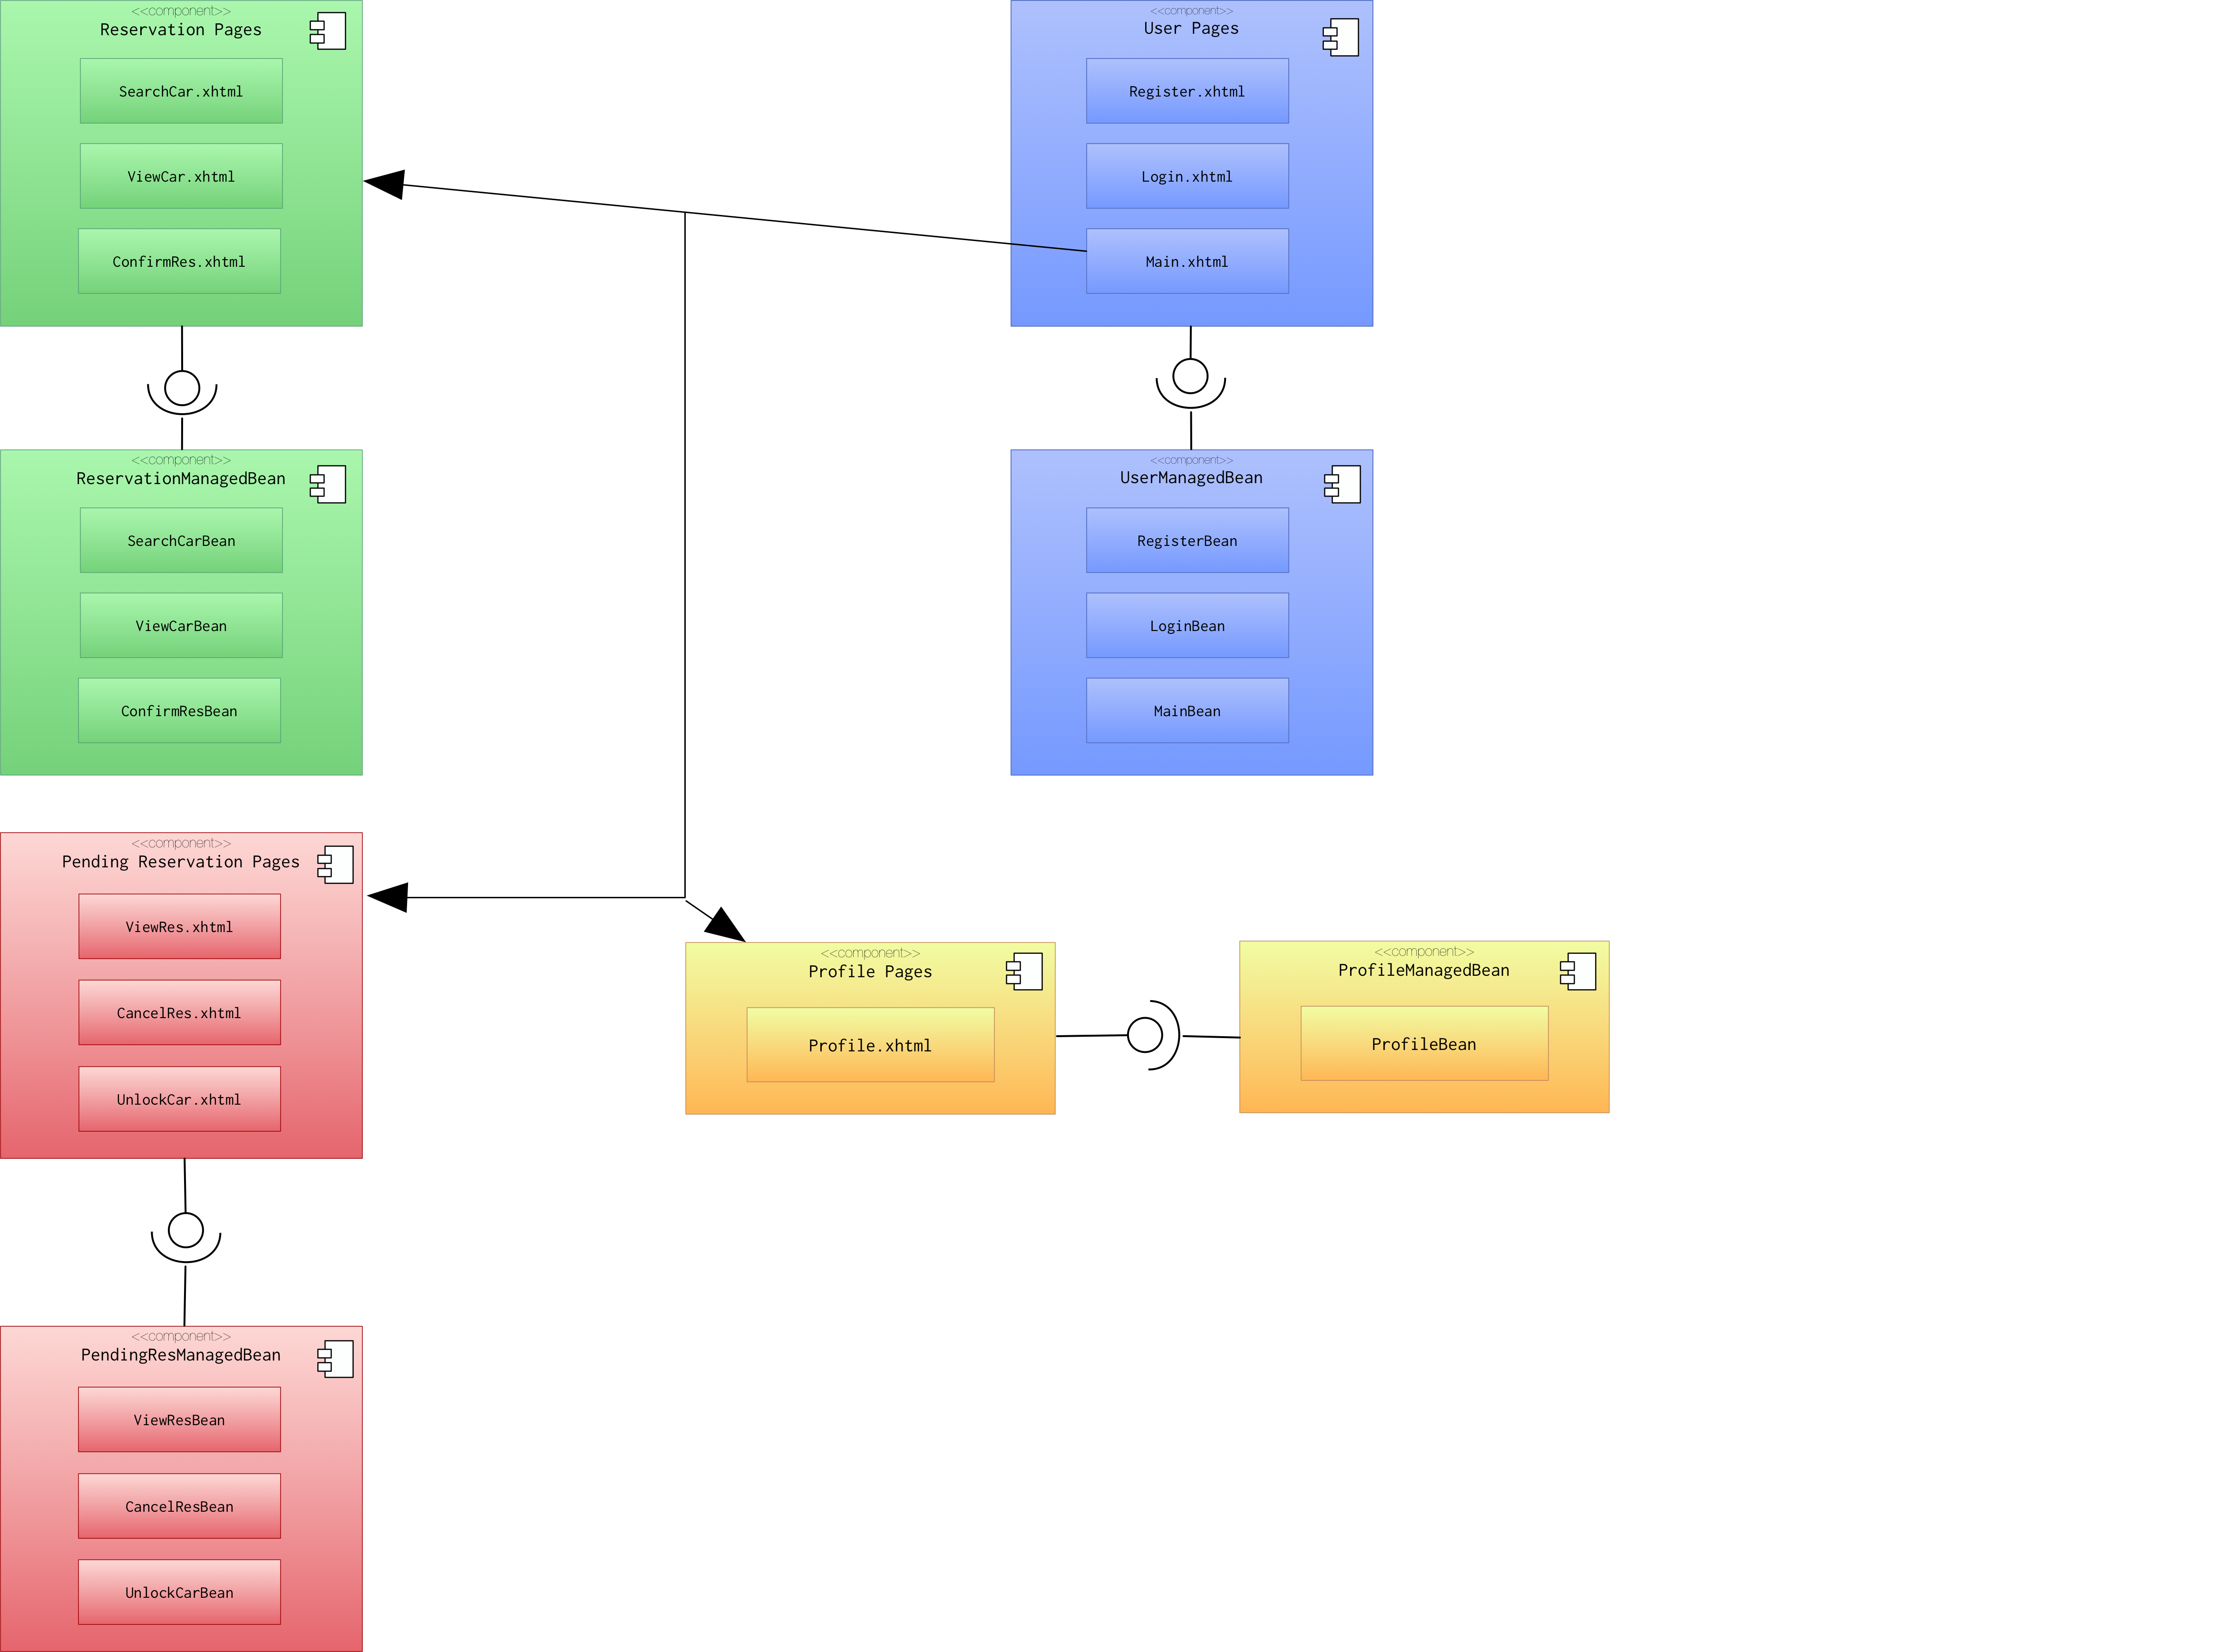 <<component>>
Reservation Pages
SearchCar.xhtml
ViewCar.xhtml
ConfirmRes.xhtml
<<component>>
User Pages
Register.xhtml
Login.xhtml
Main.xhtml
<<component>>
ReservationManagedBean
SearchCarBean
ViewCarBean
ConfirmResBean
<<component>>
UserManagedBean
RegisterBean
LoginBean
MainBean
<<component>>
Pending Reservation Pages
ViewRes.xhtml
CancelRes.xhtml
UnlockCar.xhtml
<<component>>
Profile Pages
Profile.xhtml
<<component>>
ProfileManagedBean
ProfileBean
<<component>>
PendingResManagedBean
ViewResBean
CancelResBean
UnlockCarBean